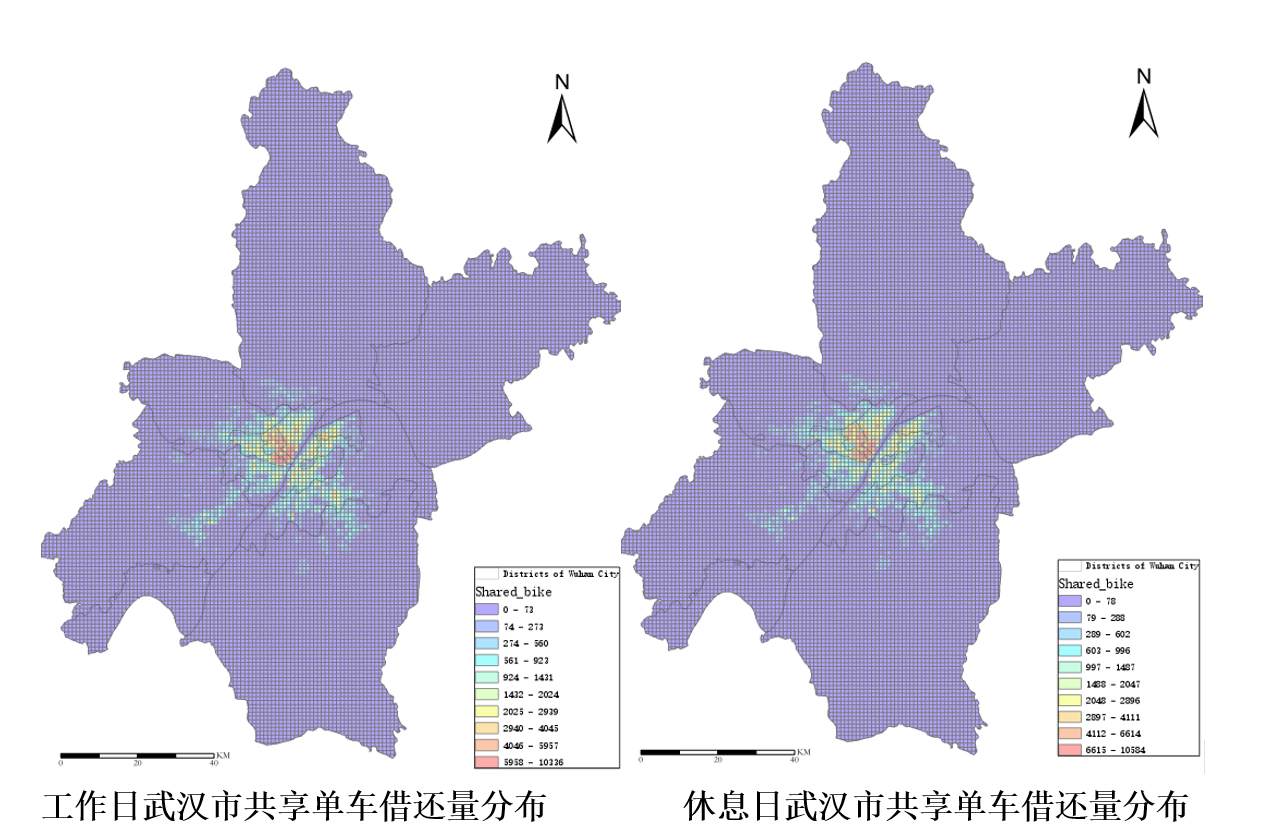 N
N
Districts of Wuhan City
Shared_bike
0 - 73
74 - 273
274 - 560
561 - 923
924 - 1431
1432 - 2024
2025 - 2939
2940 - 4045
4046 - 5957
5958 - 10336
Districts of Wuhan City
Shared_bike
0 - 78
79 - 288
289 - 602
603 - 996
997 - 1487
1488 - 2047
2048 - 2896
2897 - 4111
4112 - 6614
6615 - 10584
KM
0 20 40
KM
0 20 40
工作日武汉市共享单车借还量分布
休息日武汉市共享单车借还量分布